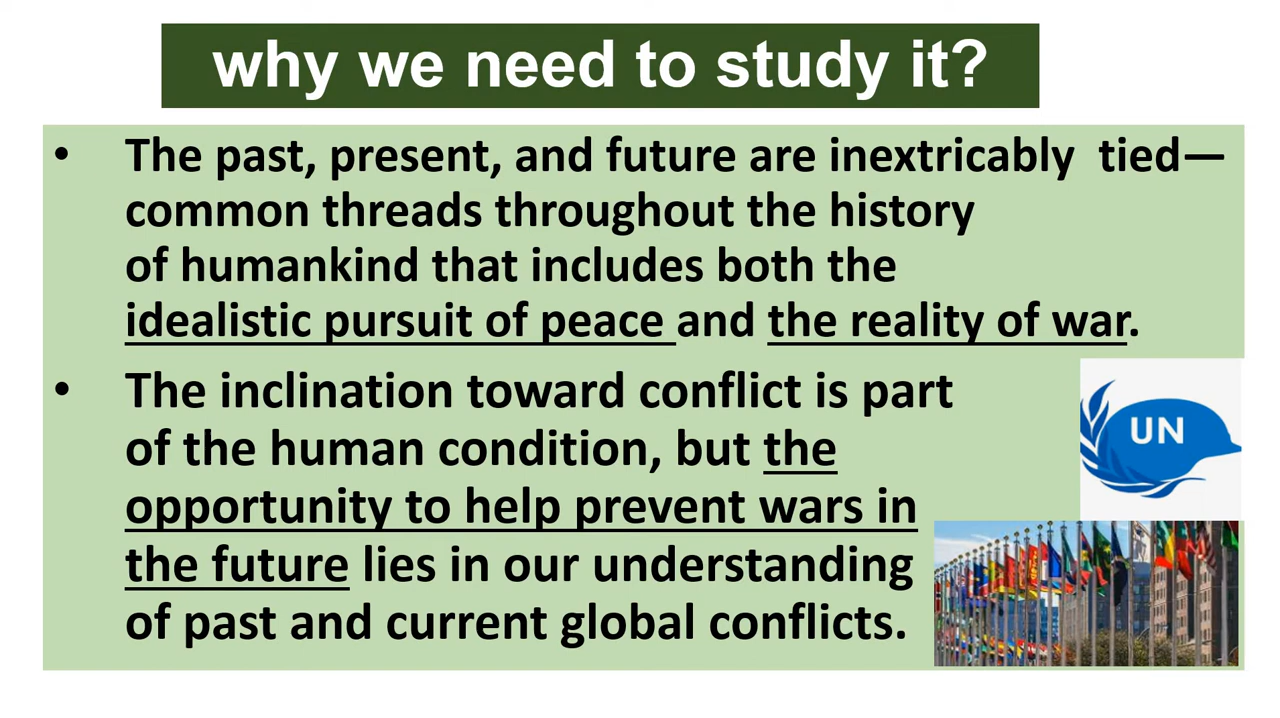 why we need to study it?
• The past, present, and future are inextricably tied—
common threads throughout the history
of humankind that includes both the
idealistic pursuit of peace and the reality of war.
• The inclination toward conflict is part
of the human condition, but the
opportunity to help prevent wars in
the future lies in our understanding
of past and current global conflicts.
UN